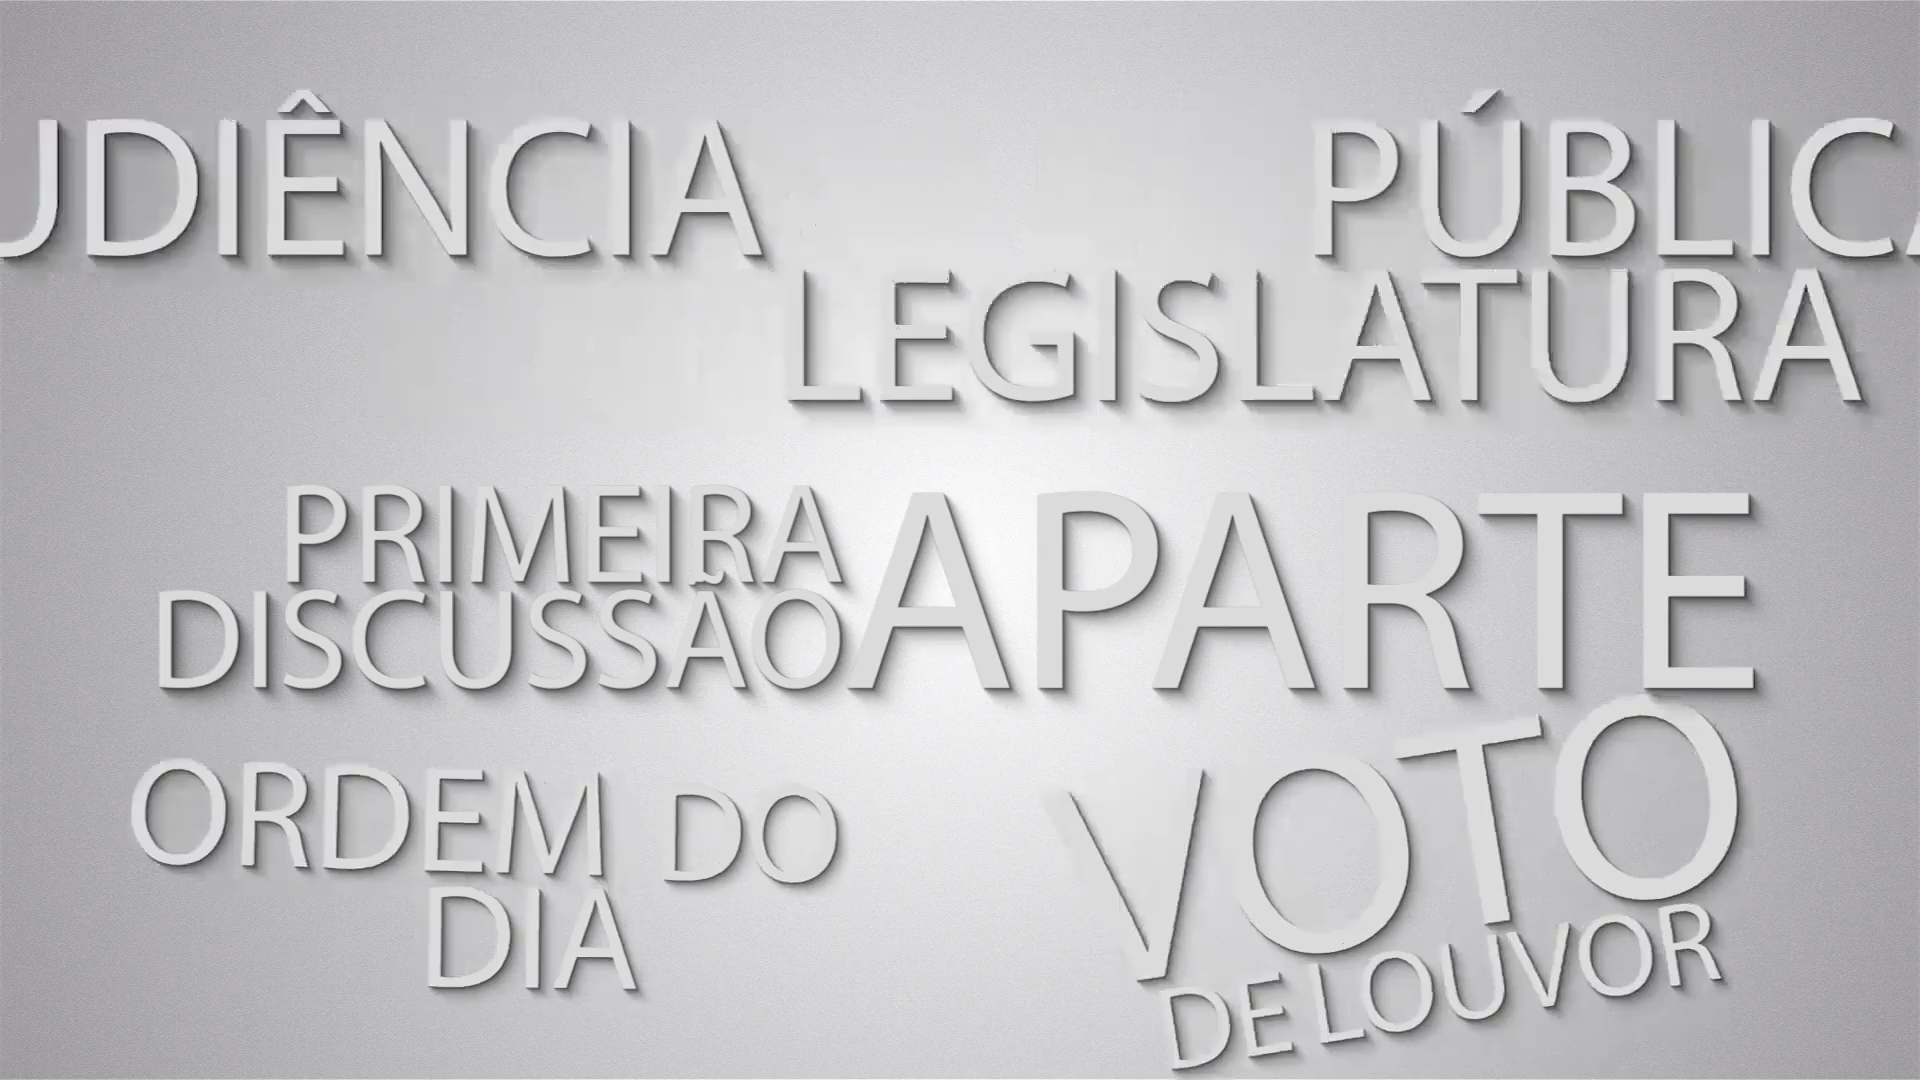 UDIÊNCIA PÚBLICA
LEGISLATURA
PRIMEIRA
DISCUSSÃO
APARTE
ORDEM DO
DIA
VOTO
DE LOUVOR